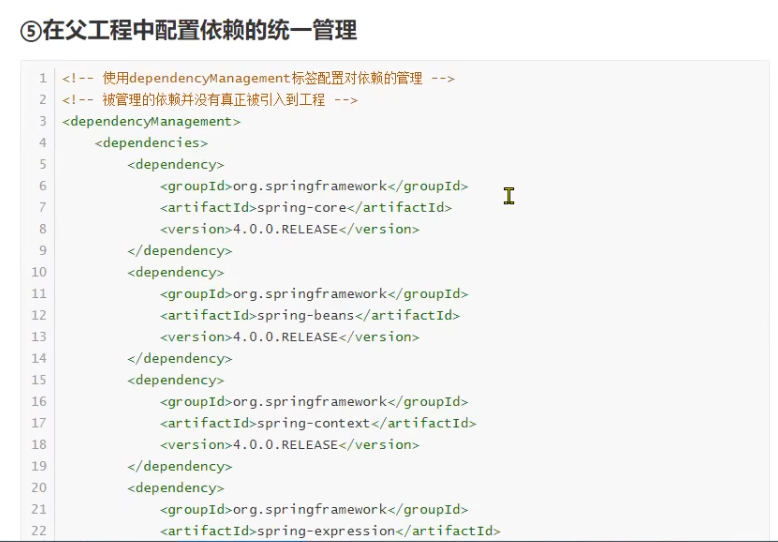 ⑤在父工程中配置依赖的统一管理
1 <!-- 使用dependencyManagement标签配置对依赖的管理 -->
2 <!-- 被管理的依赖并没有真正被引入到工程 -->
3 <dependencyManagement>
4 <dependencies>
5 <dependency>
6 <groupId>org.springframework</groupId>
7 <artifactId>spring-core</artifactId>
8 <version>4.0.0.RELEASE</version>
9 </dependency>
10 <dependency>
11 <groupId>org.springframework</groupId>
12 <artifactId>spring-beans</artifactId>
13 <version>4.0.0.RELEASE</version>
14 </dependency>
15 <dependency>
16 <groupId>org.springframework</groupId>
17 <artifactId>spring-context</artifactId>
18 <version>4.0.0.RELEASE</version>
19 </dependency>
20 <dependency>
21 <groupId>org.springframework</groupId>
22 <artifactId>spring-expression</artifactId>